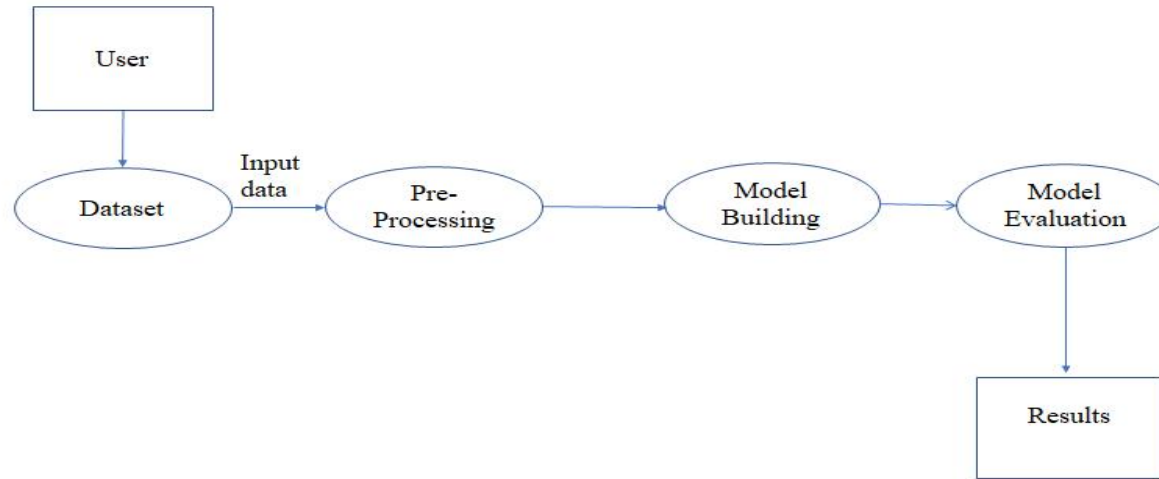 User
Input
data
Dataset
Pre-
Processing
Model
Building
Model
Evaluation
Results